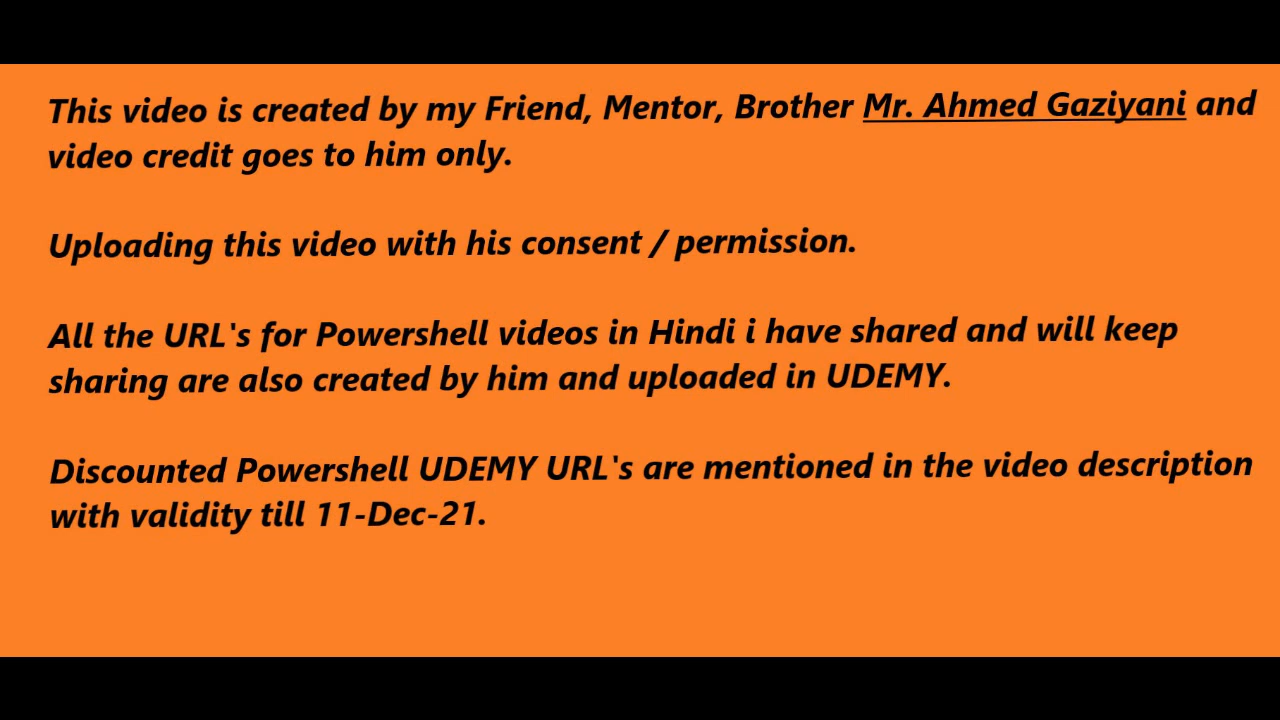 This video is created by my Friend, Mentor, Brother Mr. Ahmed Gaziyani and
video credit goes to him only.
Uploading this video with his consent / permission.
All the URL's for Powershell videos in Hindi i have shared and will keep
sharing are also created by him and uploaded in UDEMY.
Discounted Powershell UDEMY URL's are mentioned in the video description
with validity till 11-Dec-21.